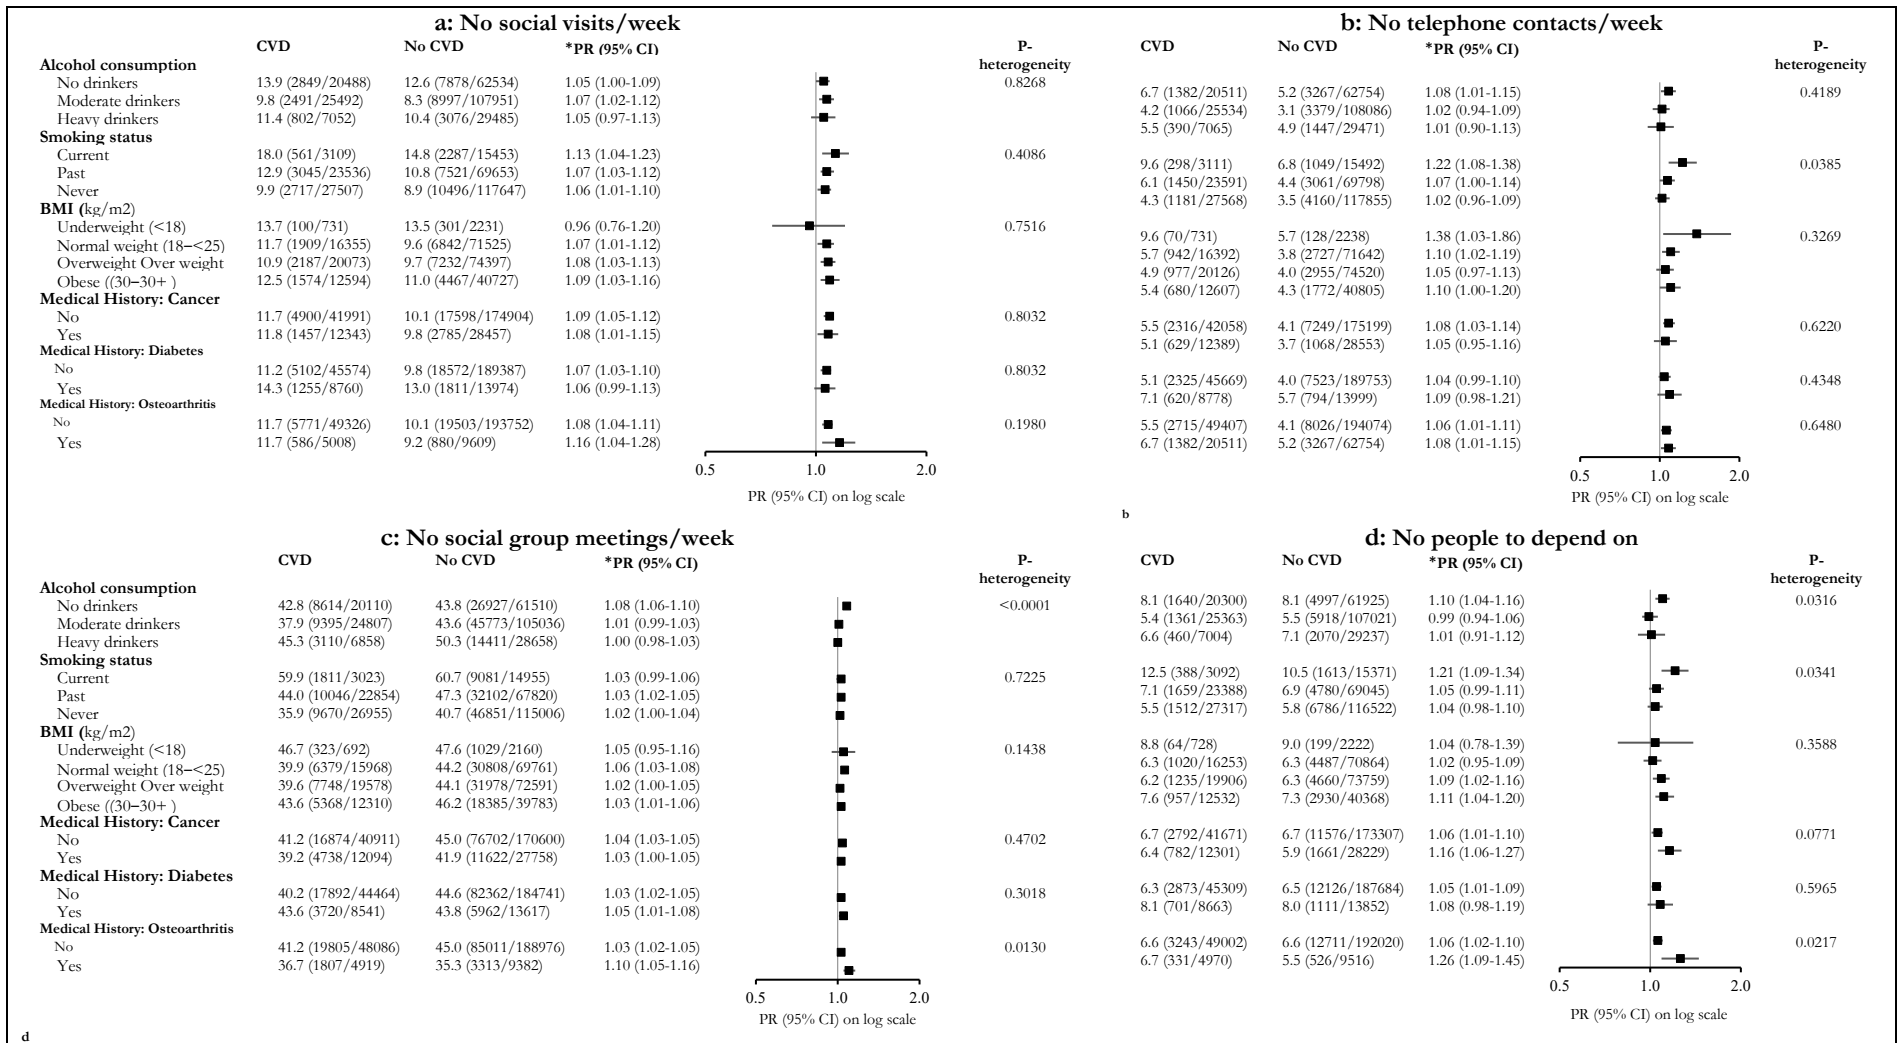 a: No social visits/week
CVD No CVD *PR (95% CI) P-
heterogeneity
Alcohol consumption
No drinkers 13.9 (2849/20488) 12.6 (7878/62534) 1.05 (1.00-1.09) 0.8268
Moderate drinkers 9.8 (2491/25492) 8.3 (8997/107951) 1.07 (1.02-1.12)
Heavy drinkers 11.4 (802/7052) 10.4 (3076/29485) 1.05 (0.97-1.13)
Smoking status
Current 18.0 (561/3109) 14.8 (2287/15453) 1.13 (1.04-1.23) 0.4086
Past 12.9 (3045/23536) 10.8 (7521/69653) 1.07 (1.03-1.12)
Never 9.9 (2717/27507) 8.9 (10496/117647) 1.06 (1.01-1.10)
BMI (kg/m2)
Underweight (<18) 13.7 (100/731) 13.5 (301/2231) 0.96 (0.76-1.20) 0.7516
Normal weight (18–<25) 11.7 (1909/16355) 9.6 (6842/71525) 1.07 (1.01-1.12)
Overweight Over weight 10.9 (2187/20073) 9.7 (7232/74397) 1.08 (1.03-1.13)
Obese ((30–30+ ) 12.5 (1574/12594) 11.0 (4467/40727) 1.09 (1.03-1.16)
Medical History: Cancer
No 11.7 (4900/41991) 10.1 (17598/174904) 1.09 (1.05-1.12) 0.8032
Yes 11.8 (1457/12343) 9.8 (2785/28457) 1.08 (1.01-1.15)
Medical History: Diabetes
No 11.2 (5102/45574) 9.8 (18572/189387) 1.07 (1.03-1.10) 0.8032
Yes 14.3 (1255/8760) 13.0 (1811/13974) 1.06 (0.99-1.13)
Medical History: Osteoarthritis
No 11.7 (5771/49326) 10.1 (19503/193752) 1.08 (1.04-1.11) 0.1980
Yes 11.7 (586/5008) 9.2 (880/9609) 1.16 (1.04-1.28)
0.5 1.0 2.0
PR (95% CI) on log scale
b: No telephone contacts/week
CVD No CVD *PR (95% CI) P-
heterogeneity
6.7 (1382/20511) 5.2 (3267/62754) 1.08 (1.01-1.15) 0.4189
4.2 (1066/25534) 3.1 (3379/108086) 1.02 (0.94-1.09)
5.5 (390/7065) 4.9 (1447/29471) 1.01 (0.90-1.13)
9.6 (298/3111) 6.8 (1049/15492) 1.22 (1.08-1.38) 0.0385
6.1 (1450/23591) 4.4 (3061/69798) 1.07 (1.00-1.14)
4.3 (1181/27568) 3.5 (4160/117855) 1.02 (0.96-1.09)
9.6 (70/731) 5.7 (128/2238) 1.38 (1.03-1.86) 0.3269
5.7 (942/16392) 3.8 (2727/71642) 1.10 (1.02-1.19)
4.9 (977/20126) 4.0 (2955/74520) 1.05 (0.97-1.13)
5.4 (680/12607) 4.3 (1772/40805) 1.10 (1.00-1.20)
5.5 (2316/42058) 4.1 (7249/175199) 1.08 (1.03-1.14) 0.6220
5.1 (629/12389) 3.7 (1068/28553) 1.05 (0.95-1.16)
5.1 (2325/45669) 4.0 (7523/189753) 1.04 (0.99-1.10) 0.4348
7.1 (620/8778) 5.7 (794/13999) 1.09 (0.98-1.21)
5.5 (2715/49407) 4.1 (8026/194074) 1.06 (1.01-1.11) 0.6480
6.7 (1382/20511) 5.2 (3267/62754) 1.08 (1.01-1.15)
0.5 1.0 2.0
PR (95% CI) on log scale
b
c: No social group meetings/week
CVD No CVD *PR (95% CI) P-
heterogeneity
Alcohol consumption
No drinkers 42.8 (8614/20110) 43.8 (26927/61510) 1.08 (1.06-1.10) <0.0001
Moderate drinkers 37.9 (9395/24807) 43.6 (45773/105036) 1.01 (0.99-1.03)
Heavy drinkers 45.3 (3110/6858) 50.3 (14411/28658) 1.00 (0.98-1.03)
Smoking status
Current 59.9 (1811/3023) 60.7 (9081/14955) 1.03 (0.99-1.06) 0.7225
Past 44.0 (10046/22854) 47.3 (32102/67820) 1.03 (1.02-1.05)
Never 35.9 (9670/26955) 40.7 (46851/115006) 1.02 (1.00-1.04)
BMI (kg/m2)
Underweight (<18) 46.7 (323/692) 47.6 (1029/2160) 1.05 (0.95-1.16) 0.1438
Normal weight (18–<25) 39.9 (6379/15968) 44.2 (30808/69761) 1.06 (1.03-1.08)
Overweight Over weight 39.6 (7748/19578) 44.1 (31978/72591) 1.02 (1.00-1.05)
Obese ((30–30+ ) 43.6 (5368/12310) 46.2 (18385/39783) 1.03 (1.01-1.06)
Medical History: Cancer
No 41.2 (16874/40911) 45.0 (76702/170600) 1.04 (1.03-1.05) 0.4702
Yes 39.2 (4738/12094) 41.9 (11622/27758) 1.03 (1.00-1.05)
Medical History: Diabetes
No 40.2 (17892/44464) 44.6 (82362/184741) 1.03 (1.02-1.05) 0.3018
Yes 43.6 (3720/8541) 43.8 (5962/13617) 1.05 (1.01-1.08)
Medical History: Osteoarthritis
No 41.2 (19805/48086) 45.0 (85011/188976) 1.03 (1.02-1.05) 0.0130
Yes 36.7 (1807/4919) 35.3 (3313/9382) 1.10 (1.05-1.16)
0.5 1.0 2.0
PR (95% CI) on log scale
d: No people to depend on
CVD No CVD *PR (95% CI) P-
heterogeneity
8.1 (1640/20300) 8.1 (4997/61925) 1.10 (1.04-1.16) 0.0316
5.4 (1361/25363) 5.5 (5918/107021) 0.99 (0.94-1.06)
6.6 (460/7004) 7.1 (2070/29237) 1.01 (0.91-1.12)
12.5 (388/3092) 10.5 (1613/15371) 1.21 (1.09-1.34) 0.0341
7.1 (1659/23388) 6.9 (4780/69045) 1.05 (0.99-1.11)
5.5 (1512/27317) 5.8 (6786/116522) 1.04 (0.98-1.10)
8.8 (64/728) 9.0 (199/2222) 1.04 (0.78-1.39) 0.3588
6.3 (1020/16253) 6.3 (4487/70864) 1.02 (0.95-1.09)
6.2 (1235/19906) 6.3 (4660/73759) 1.09 (1.02-1.16)
7.6 (957/12532) 7.3 (2930/40368) 1.11 (1.04-1.20)
6.7 (2792/41671) 6.7 (11576/173307) 1.06 (1.01-1.10) 0.0771
6.4 (782/12301) 5.9 (1661/28229) 1.16 (1.06-1.27)
6.3 (2873/45309) 6.5 (12126/187684) 1.05 (1.01-1.09) 0.5965
8.1 (701/8663) 8.0 (1111/13852) 1.08 (0.98-1.19)
6.6 (3243/49002) 6.6 (12711/192020) 1.06 (1.02-1.10) 0.0217
6.7 (331/4970) 5.5 (526/9516) 1.26 (1.09-1.45)
0.5 1.0 2.0
PR (95% CI) on log scale
d